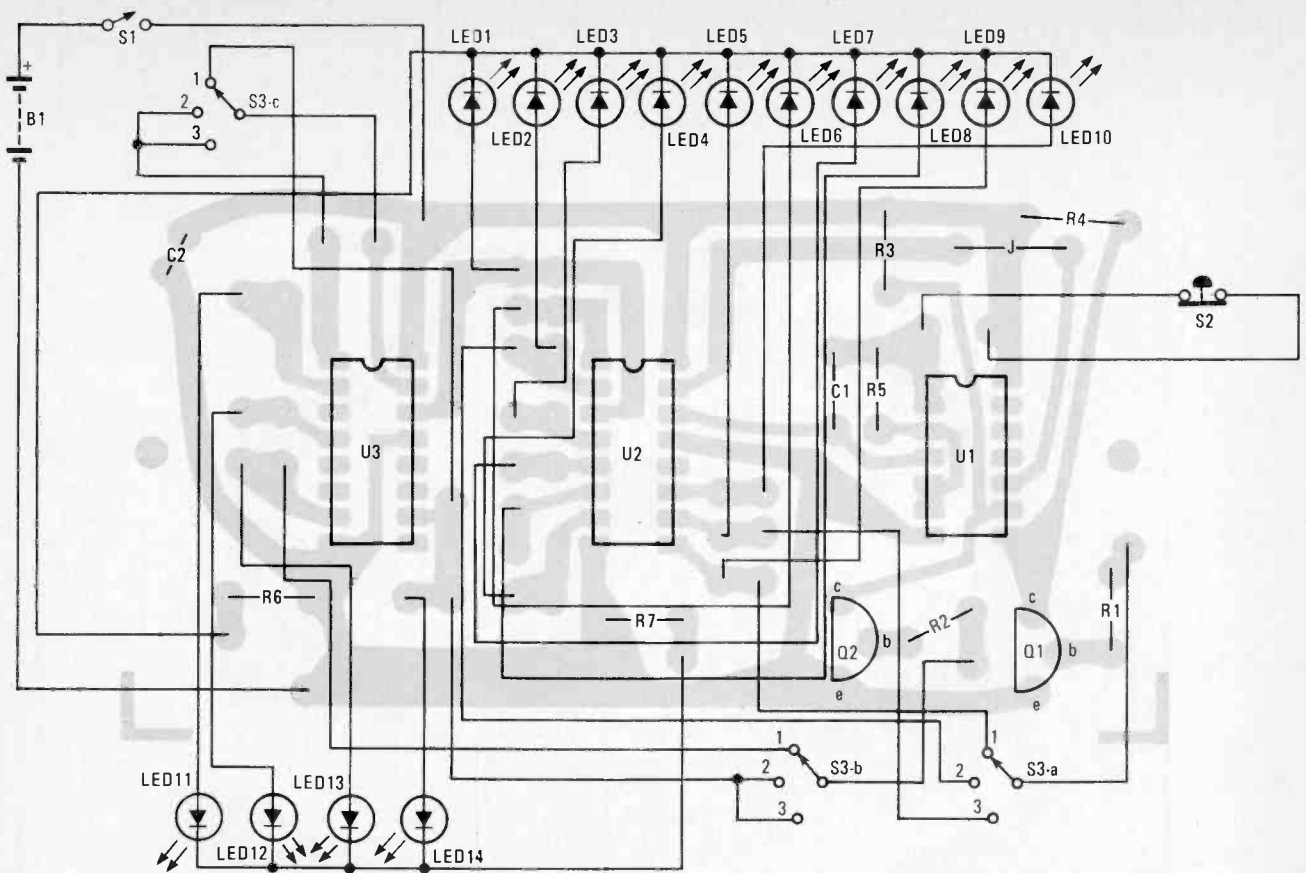 S1
LED1 LED3 LED5 LED7 LED9
+
B1
1
2
3
S3-c
LED2 LED4 LED6 LED8 LED10
C2
R3
R4
J
S2
C1
R5
U3
U2
U1
R6
R7
c
Q2
b
e
R2
c
Q1
b
e
R1
1
2
3
S3-b
1
2
3
S3-a
LED11
LED12
LED13
LED14